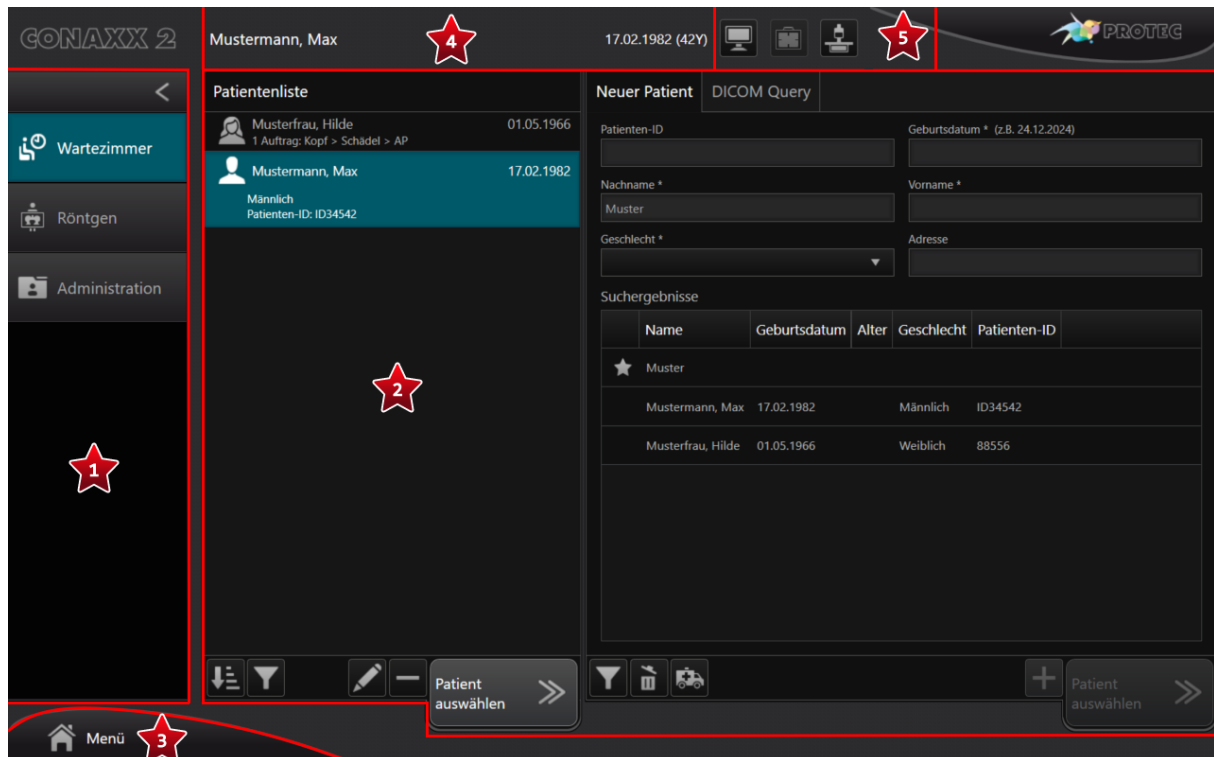 CONAXX 2
Mustermann, Max
4
17.02.1982 (42Y)
5
PROTEC
Wartezimmer
Röntgen
Administration
1
Patientenliste
Musterfrau, Hilde 01.05.1966
1 Auftrag: Kopf > Schädel > AP
Mustermann, Max 17.02.1982
Männlich
Patienten-ID: ID34542
2
Patient
auswählen
Neuer Patient DICOM Query
Patienten-ID Geburtsdatum * (z.B. 24.12.2024)
Nachname * Vorname *
Muster
Geschlecht * Adresse
Suchergebnisse
Name Geburtsdatum Alter Geschlecht Patienten-ID
Muster
Mustermann, Max 17.02.1982 Männlich ID34542
Musterfrau, Hilde 01.05.1966 Weiblich 88556
Patient
auswählen
Menü
3